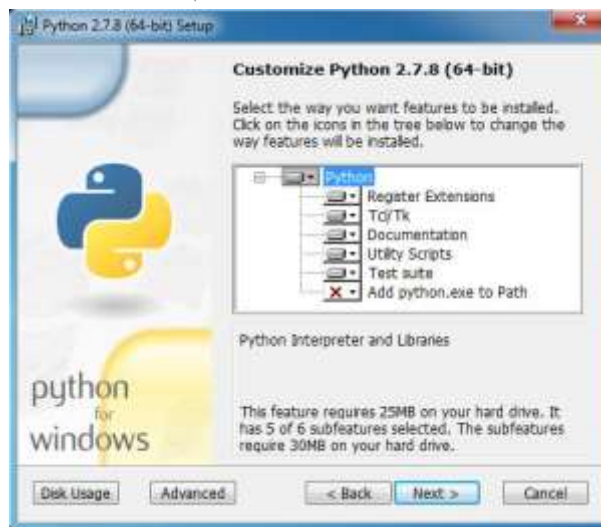 Python 2.7.8 (64-bit) Setup
Customize Python 2.7.8 (64-bit)
Select the way you want features to be installed.
Click on the icons in the tree below to change the
way features will be installed.
Python
Register Extensions
Tcl/Tk
Documentation
Utility Scripts
Test suite
Add python.exe to Path
Python Interpreter and Libraries
This feature requires 25MB on your hard drive. It
has 5 of 6 subfeatures selected. The subfeatures
require 30MB on your hard drive.
python
for
windows
Disk Usage
Advanced
< Back
Next >
Cancel